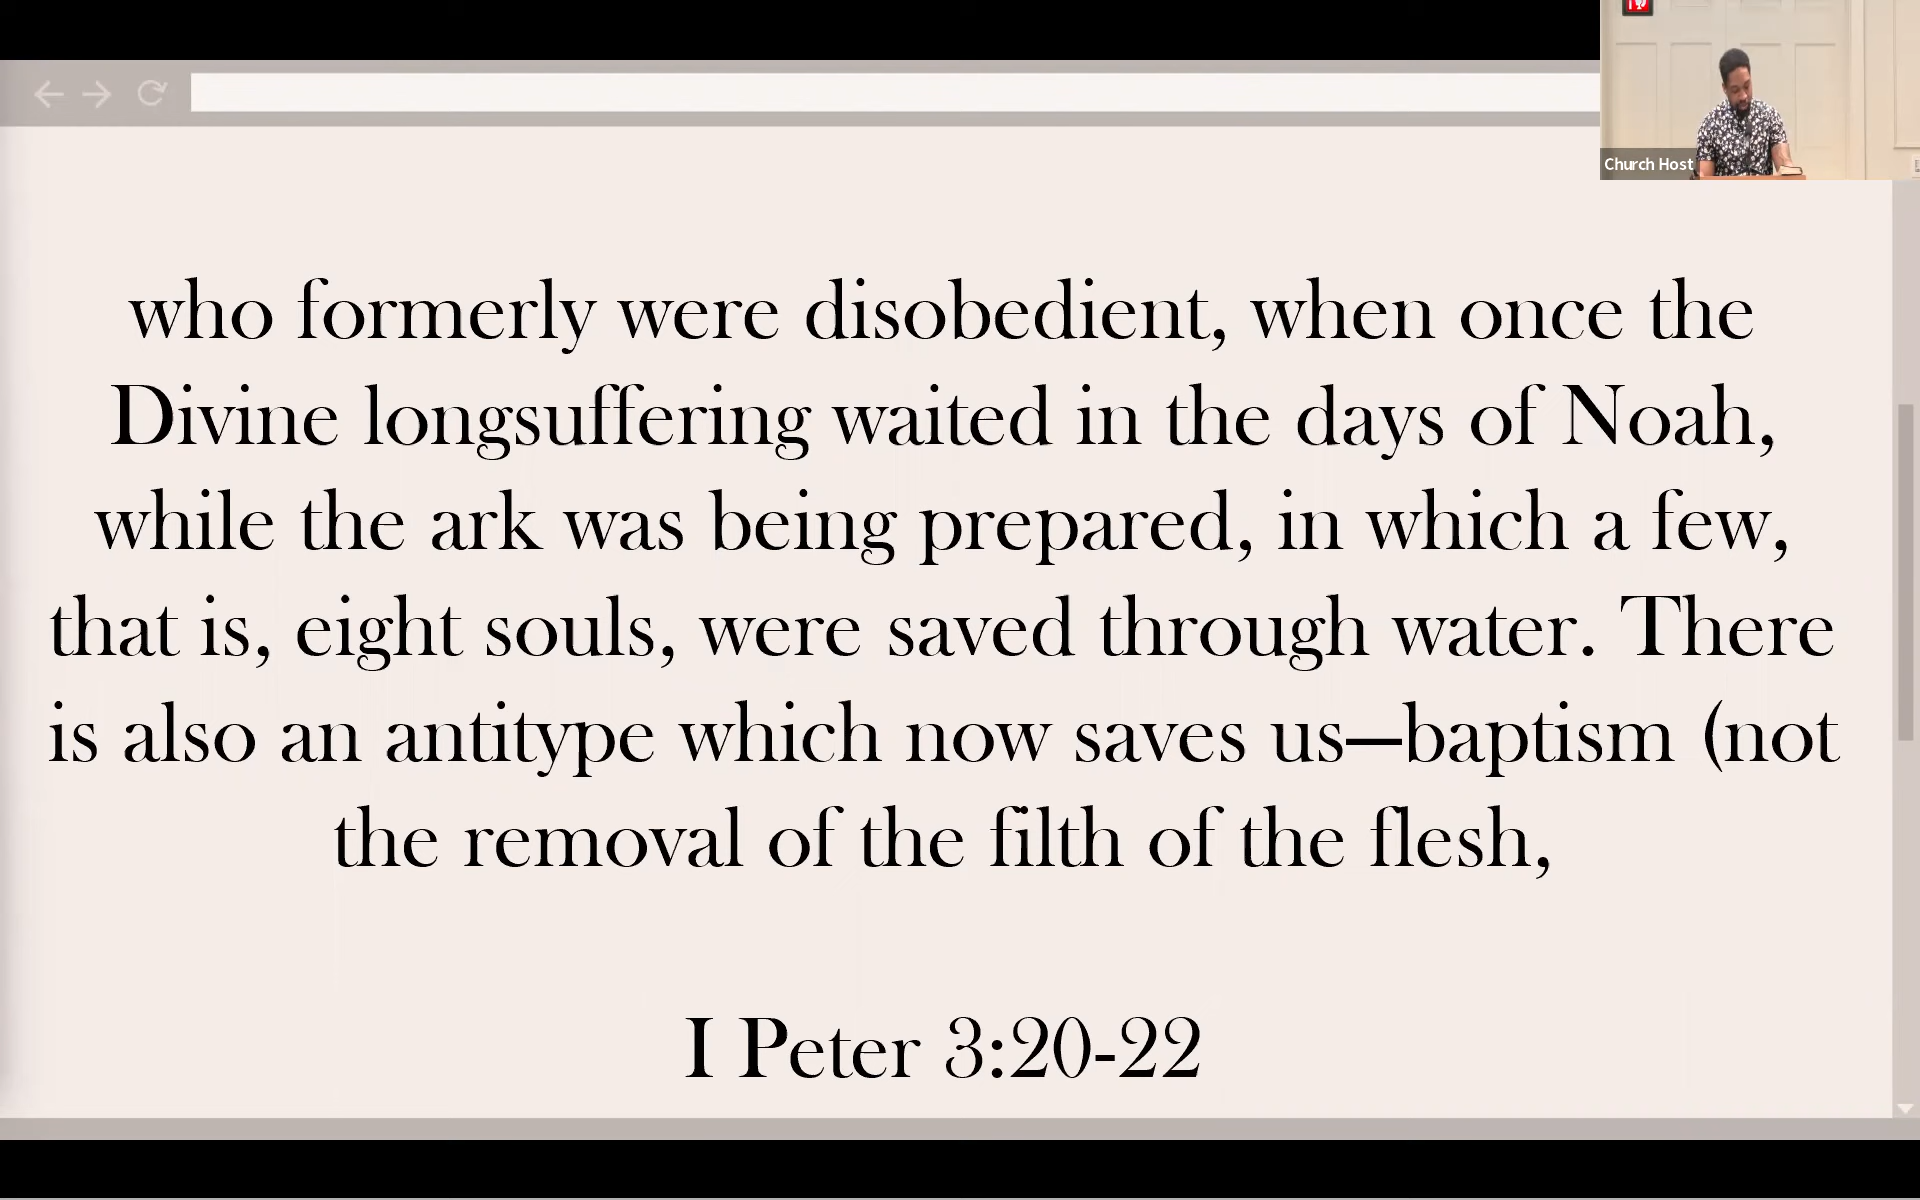 Church Host
who formerly were disobedient, when once the
Divine longsuffering waited in the days of Noah,
while the ark was being prepared, in which a few,
that is, eight souls, were saved through water. There
is also an antitype which now saves us—baptism (not
the removal of the filth of the flesh,
I Peter 3:20-22